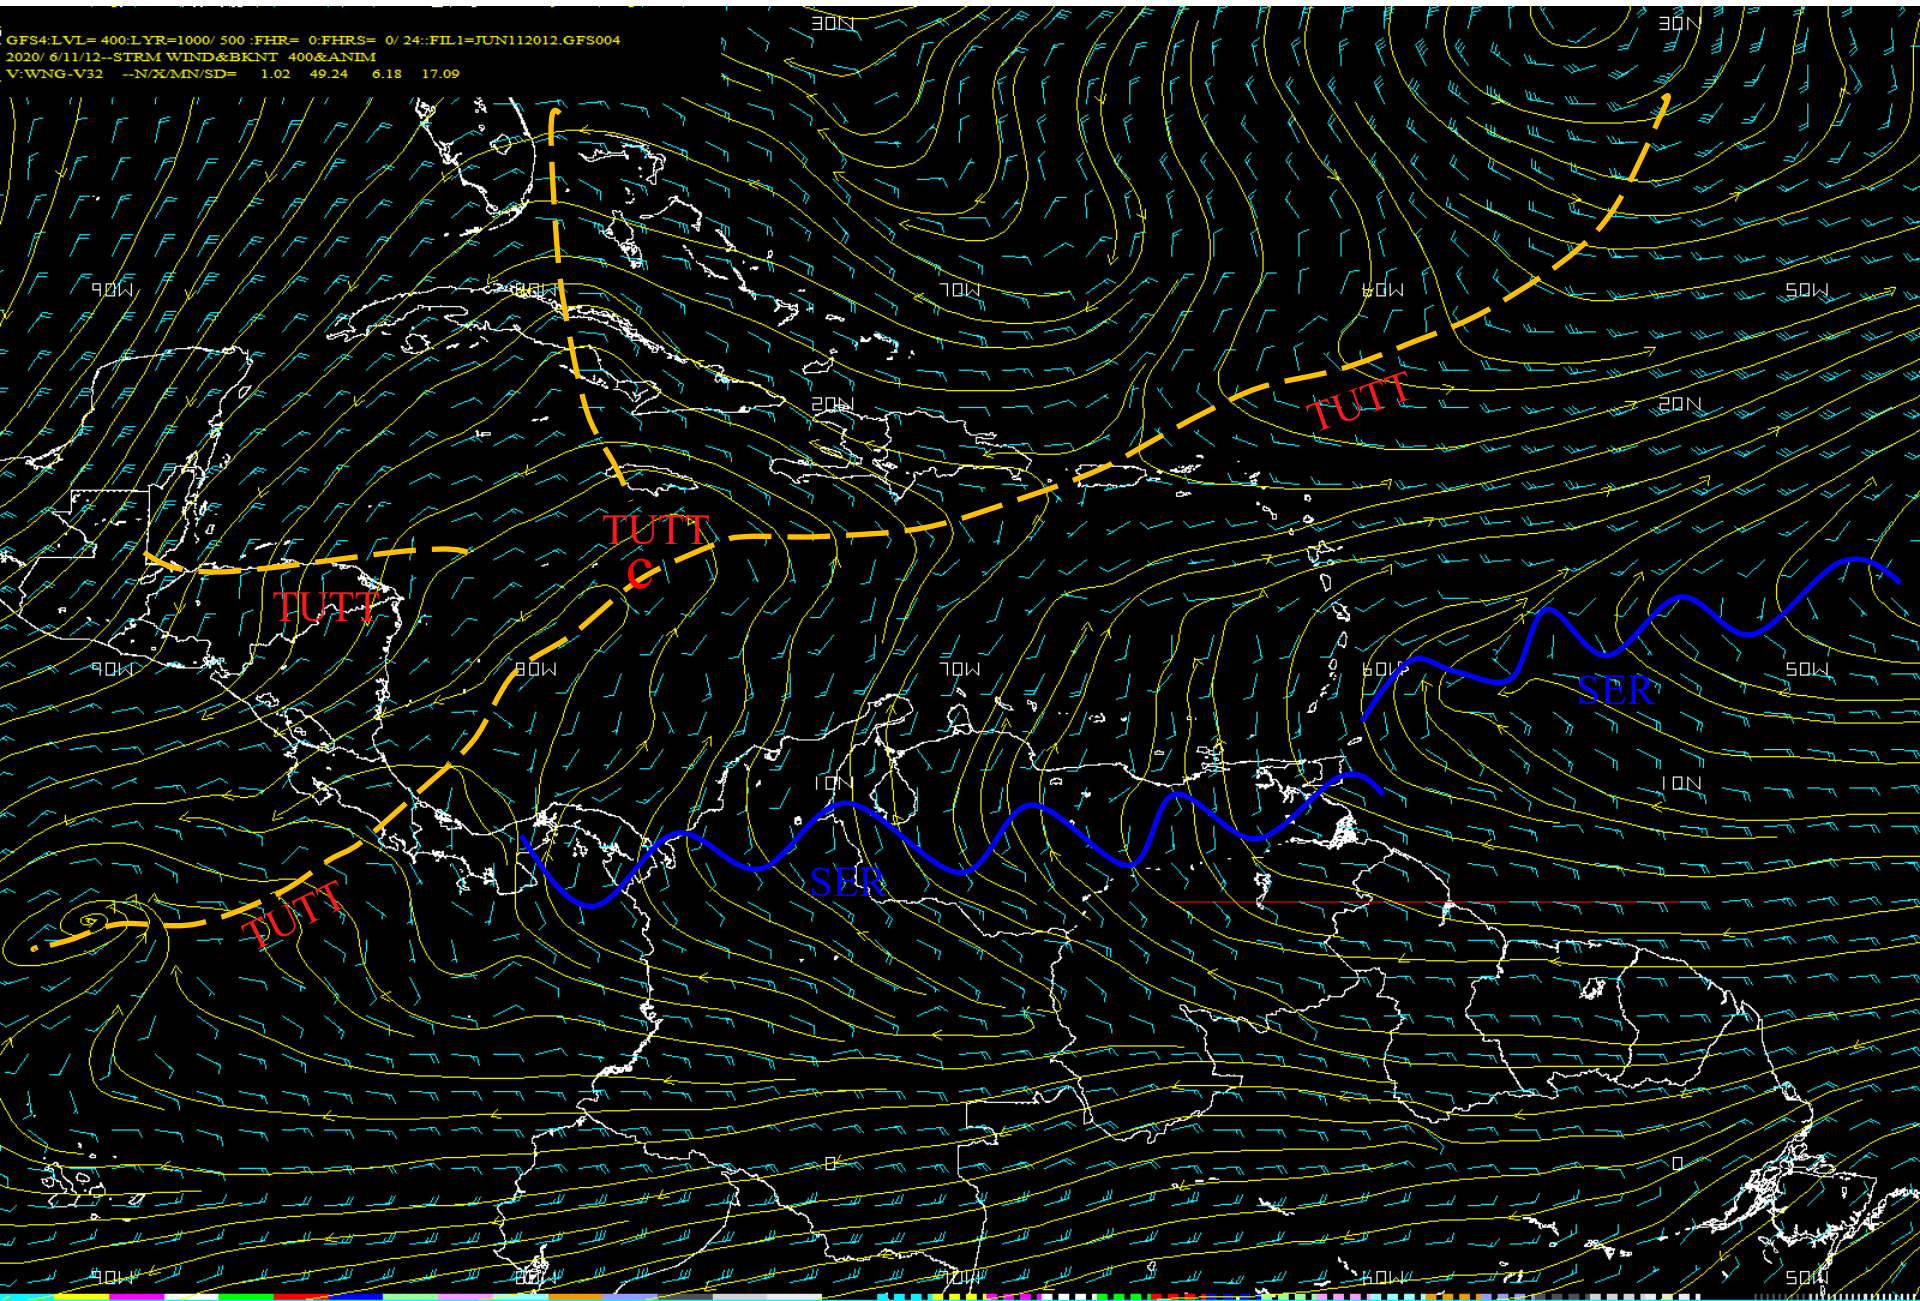 30N
30N
GFS4:LVL= 400:LYR=1000/ 500 :FHR= 0:FHRS= 0/ 24::FIL1=JUN112012.GFS004
2020/ 6/11/12--STRM WIND&BKNT 400&ANIM
V:WNG-V32 --N/X/MN/SD= 1.02 49.24 6.18 17.09
90W
80W
70W
60W
50W
20N
20N
TUTT
TUTT
C
TUTT
90W
80W
70W
60W
50W
SER
10N
10N
SER
TUTT
0
0
90W
80W
70W
60W
50W